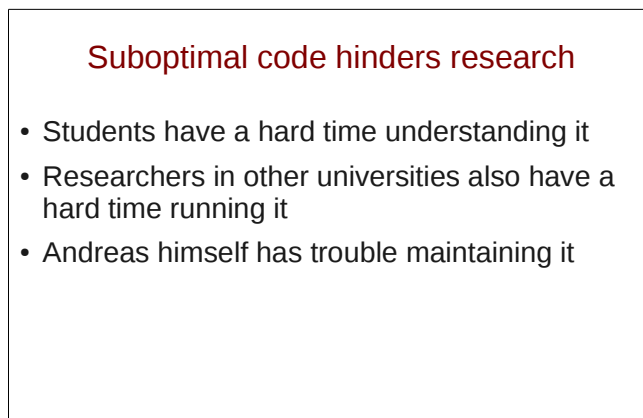 Suboptimal code hinders research
• Students have a hard time understanding it
• Researchers in other universities also have a
hard time running it
• Andreas himself has trouble maintaining it